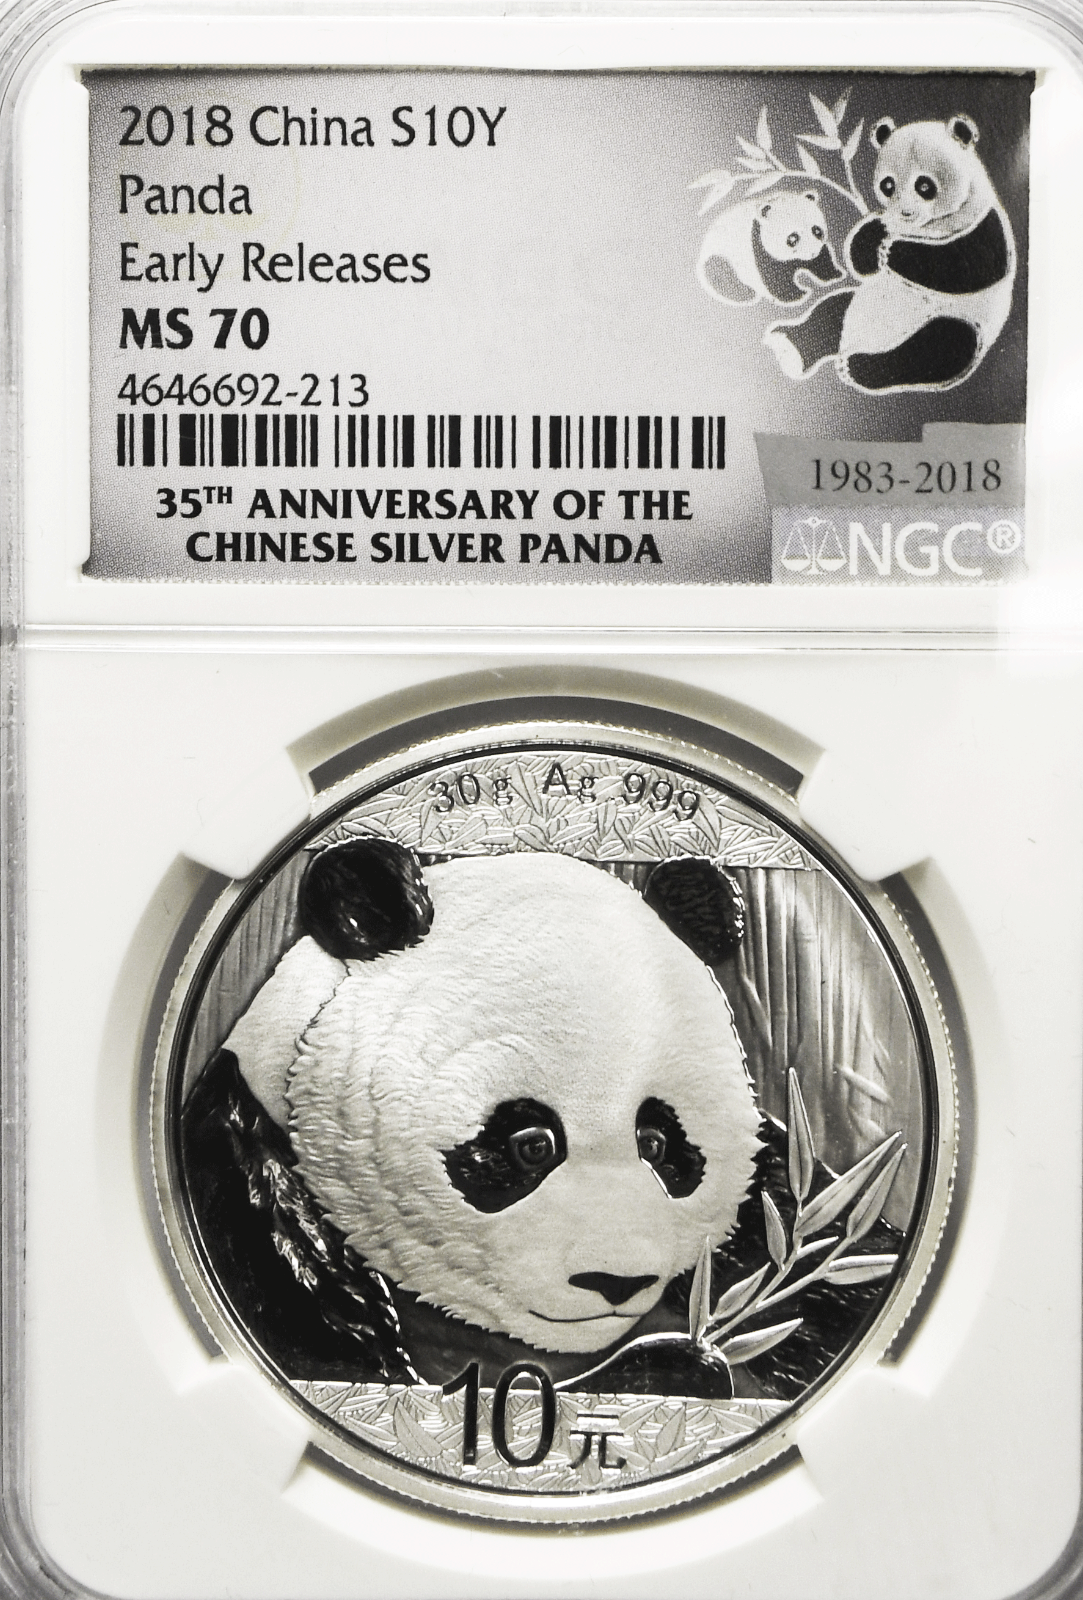 2018 China S10Y
Panda
Early Releases
MS 70
4646692-213
35TH ANNIVERSARY OF THE
CHINESE SILVER PANDA
1983-2018
NGC®
30g Ag .999
10元